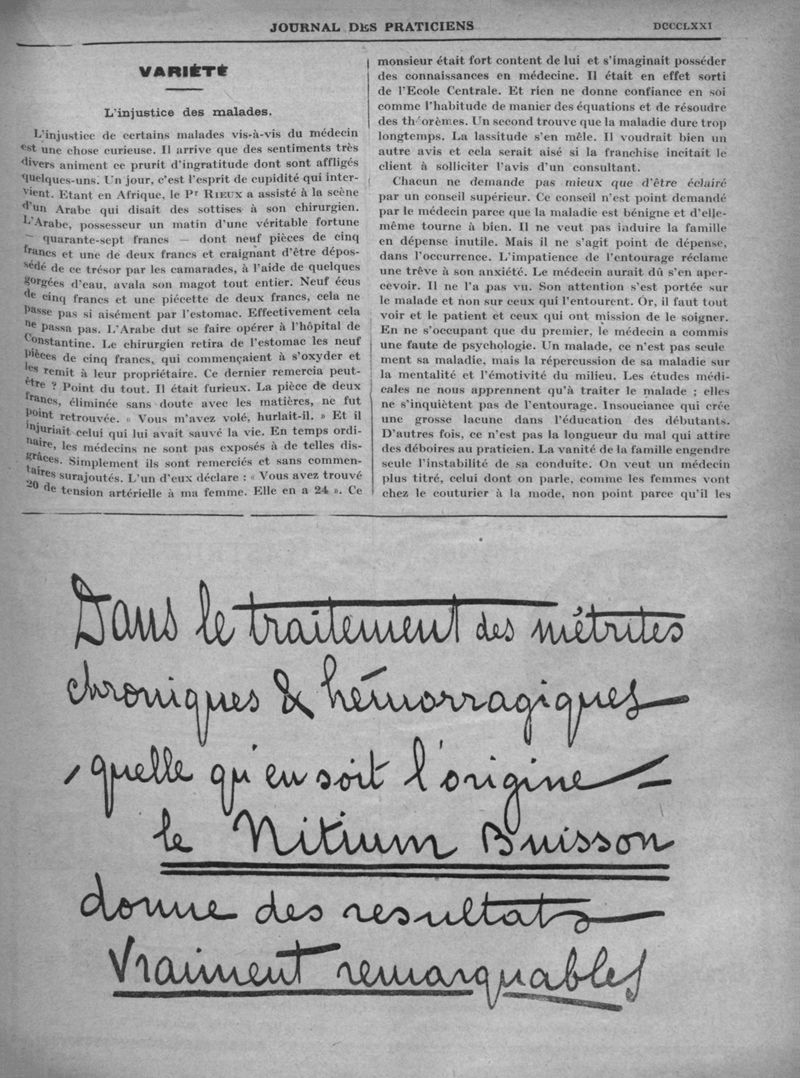 JOURNAL DES PRATICIENS
DCCCLXXI
VARIÉTÉ
L'injustice des malades.
L'injustice de certains malades vis-à-vis du médecin
est une chose curieuse. Il arrive que des sentiments très
divers animent ce prurit d'ingratitude dont sont affligés
quelques-uns. Un jour, c'est l'esprit de cupidité qui inter-
vient. Etant en Afrique, le Pr RIEUX a assisté à la scène
d'un Arabe qui disait des sottises à son chirurgien.
L'Arabe, possesseur un matin d'une véritable fortune
— quarante-sept francs — dont neuf pièces de cinq
francs et une de deux francs et craignant d'être dépos-
sédé de ce trésor par les camarades, à l'aide de quelques
gorgées d'eau, avala son magot tout entier. Neuf écus
de cinq francs et une piécette de deux francs, cela ne
passe pas si aisément par l'estomac. Effectivement cela
ne passa pas. L'Arabe dut se faire opérer à l'hôpital de
Constantine. Le chirurgien retira de l'estomac les neuf
pièces de cinq francs, qui commençaient à s'oxyder et
les remit à leur propriétaire. Ce dernier remercia peut-
être ? Point du tout. Il était furieux. La pièce de deux
francs, éliminée sans doute avec les matières, ne fut
point retrouvée. « Vous m'avez volé, hurlait-il. » Et il
injuriait celui qui lui avait sauvé la vie. En temps ordi-
naire, les médecins ne sont pas exposés à de telles dis-
grâces. Simplement ils sont remerciés et sans commen-
taires surajoutés. L'un d'eux déclare : « Vous avez trouvé
20 de tension artérielle à ma femme. Elle en a 24 ». Ce
monsieur était fort content de lui et s'imaginait posséder
des connaissances en médecine. Il était en effet sorti
de l'Ecole Centrale. Et rien ne donne confiance en soi
comme l'habitude de manier des équations et de résoudre
des théorèmes. Un second trouve que la maladie dure trop
longtemps. La lassitude s'en mêle. Il voudrait bien un
autre avis et cela serait aisé si la franchise incitait le
client à solliciter l'avis d'un consultant.
Chacun ne demande pas mieux que d'être éclairé
par un conseil supérieur. Ce conseil n'est point demandé
par le médecin parce que la maladie est bénigne et d'elle-
même tourne à bien. Il ne veut pas induire la famille
en dépense inutile. Mais il ne s'agit point de dépense,
dans l'occurrence. L'impatience de l'entourage réclame
une trêve à son anxiété. Le médecin aurait dû s'en aper-
cevoir. Il ne l'a pas vu. Son attention s'est portée sur
le malade et non sur ceux qui l'entourent. Or, il faut tout
voir et le patient et ceux qui ont mission de le soigner.
En ne s'occupant que du premier, le médecin a commis
une faute de psychologie. Un malade, ce n'est pas seule
ment sa maladie, mais la répercussion de sa maladie sur
la mentalité et l'émotivité du milieu. Les études médi-
cales ne nous apprennent qu'à traiter le malade ; elles
ne s'inquiètent pas de l'entourage. Insouciance qui crée
une grosse lacune dans l'éducation des débutants.
D'autres fois, ce n'est pas la longueur du mal qui attire
des déboires au praticien. La vanité de la famille engendre
seule l'instabilité de sa conduite. On veut un médecin
plus titré, celui dont on parle, comme les femmes vont
chez le couturier à la mode, non point parce qu'il les
Dans le traitement des métrites
chroniques & hémorragiques
, quelle qu'en soit l'origine —
le Nitium Buisson
donne des resultats
vraiment remarquables